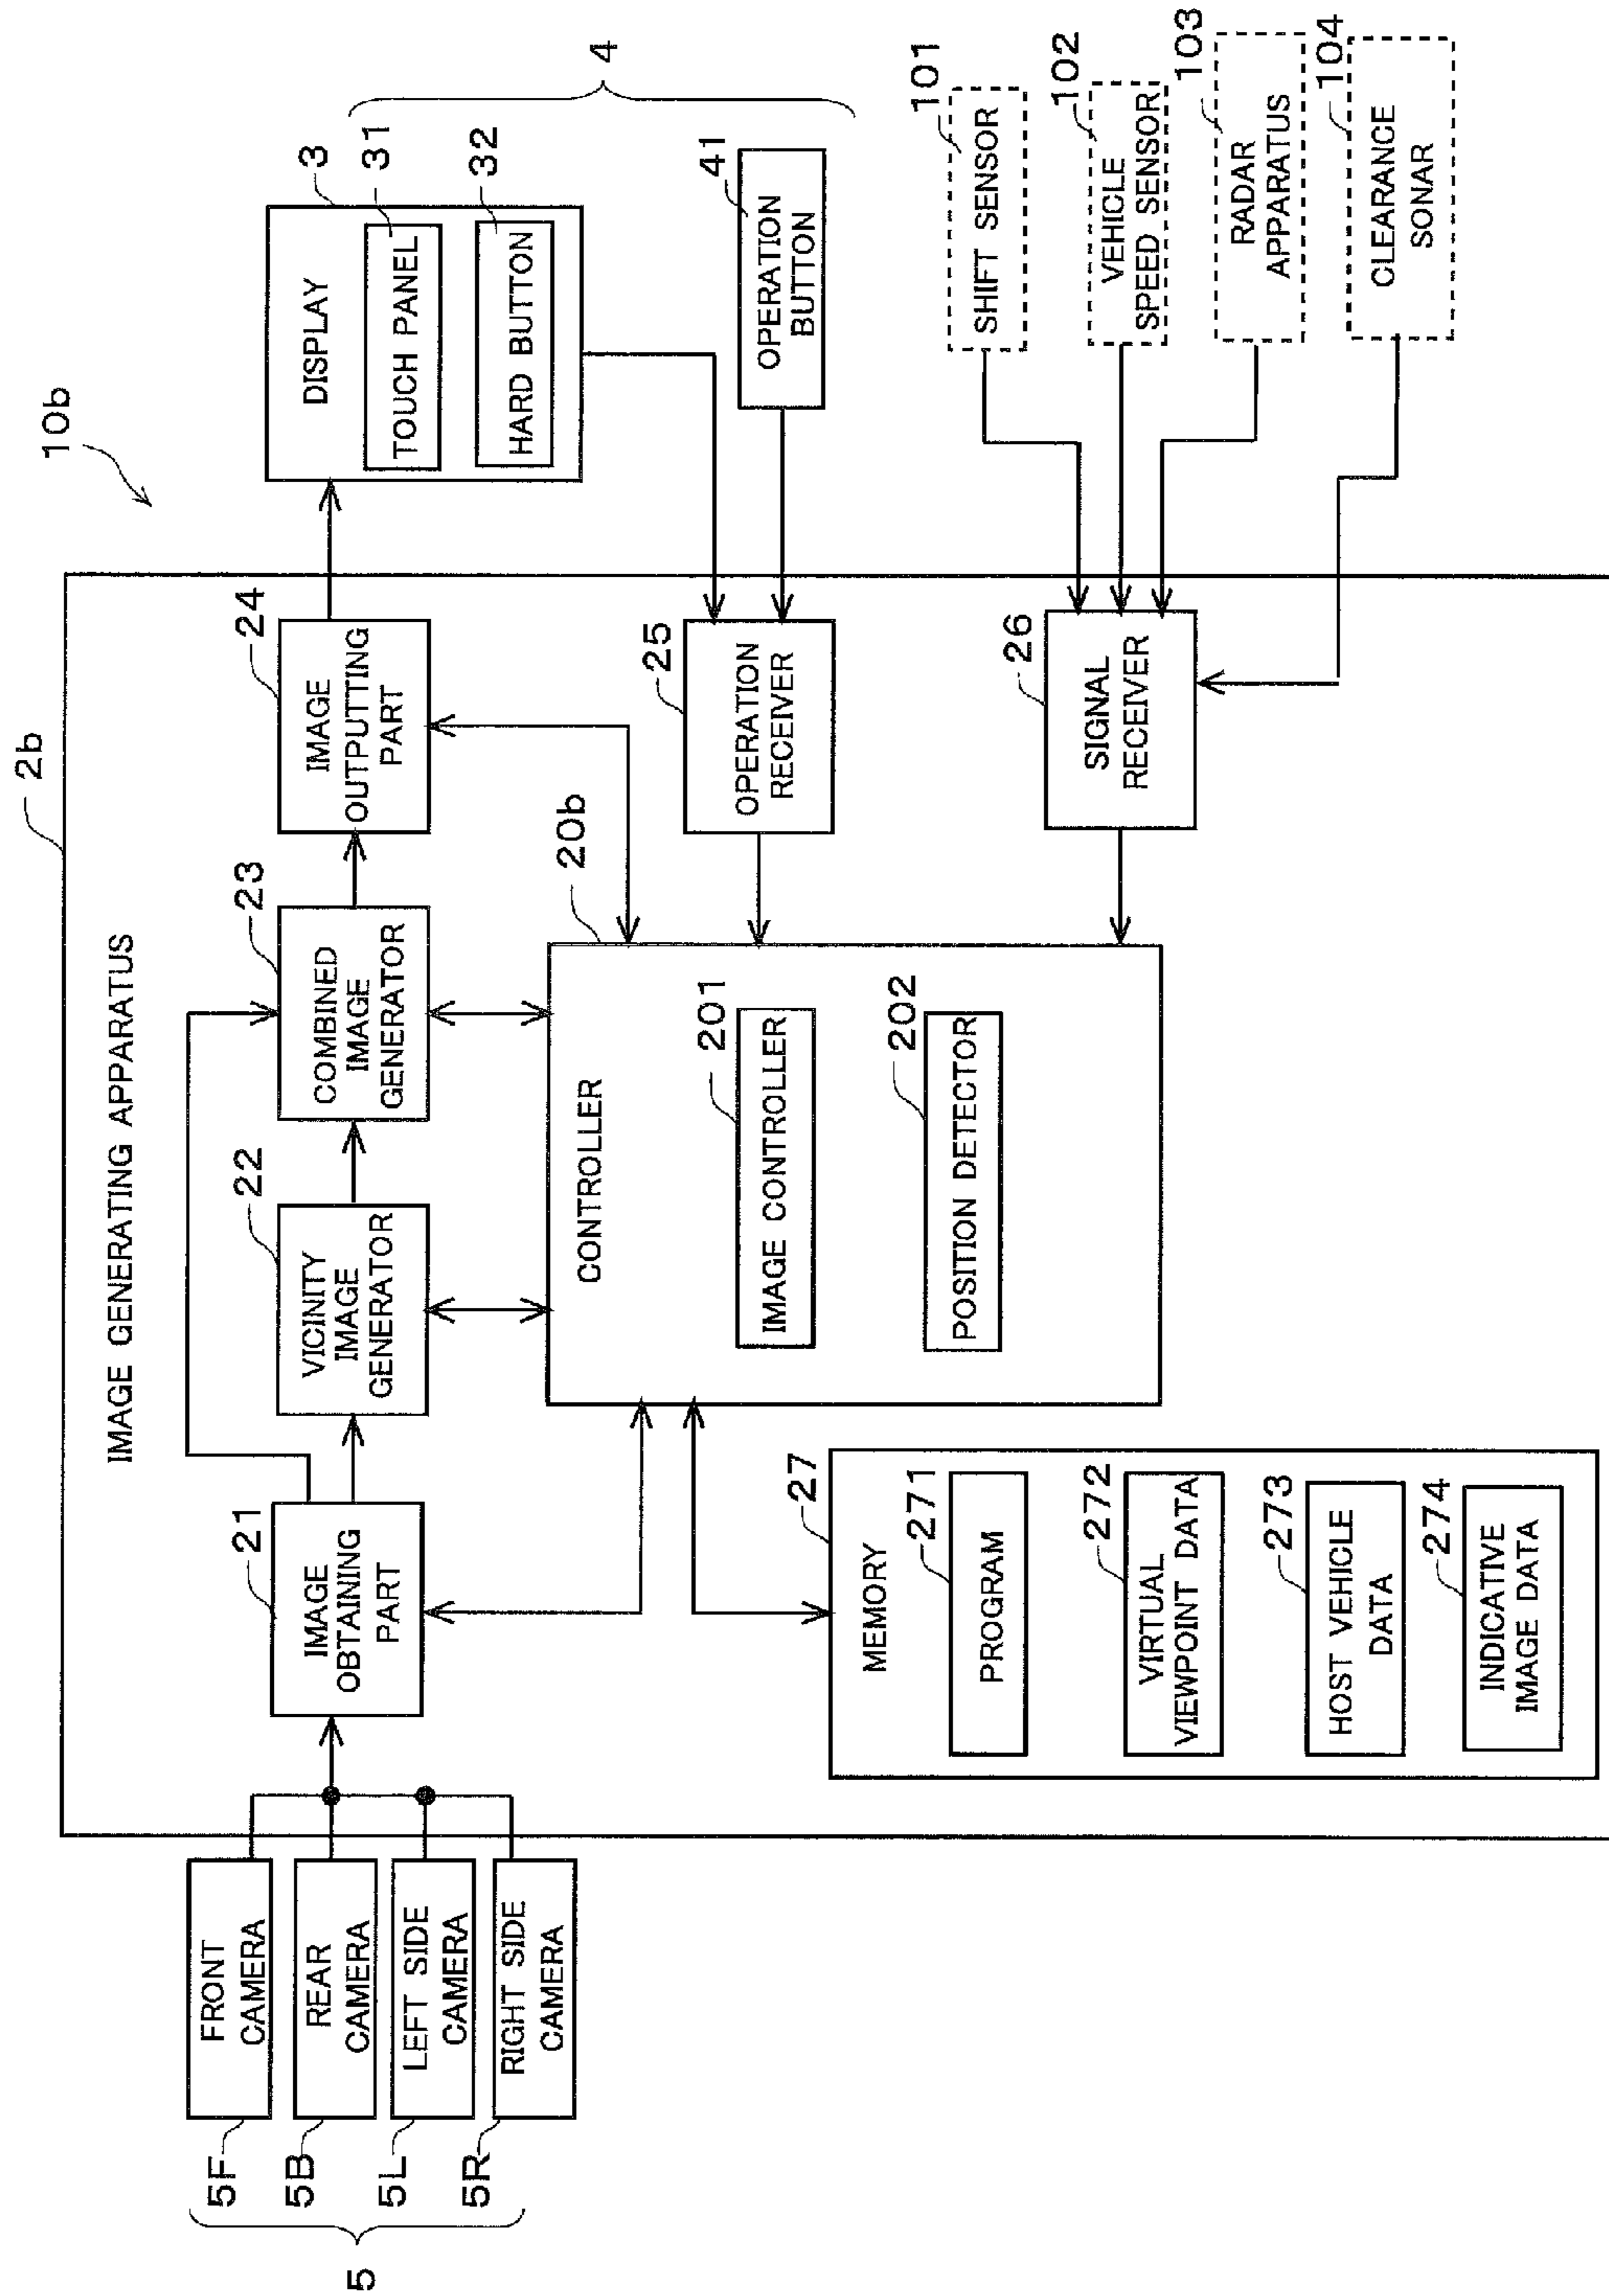 10b
2b
IMAGE GENERATING APPARATUS
5
5F
FRONT
CAMERA
5B
REAR
CAMERA
5L
LEFT SIDE
CAMERA
5R
RIGHT SIDE
CAMERA
21
IMAGE
OBTAINING
PART
22
VICINITY
IMAGE
GENERATOR
23
COMBINED
IMAGE
GENERATOR
24
IMAGE
OUTPUTTING
PART
3
DISPLAY
31
TOUCH PANEL
32
HARD BUTTON
4
41
OPERATION
BUTTON
25
OPERATION
RECEIVER
20b
CONTROLLER
201
IMAGE CONTROLLER
202
POSITION DETECTOR
26
SIGNAL
RECEIVER
101
SHIFT SENSOR
102
VEHICLE
SPEED SENSOR
103
RADAR
APPARATUS
104
CLEARANCE
SONAR
27
MEMORY
271
PROGRAM
272
VIRTUAL
VIEWPOINT DATA
273
HOST VEHICLE
DATA
274
INDICATIVE
IMAGE DATA